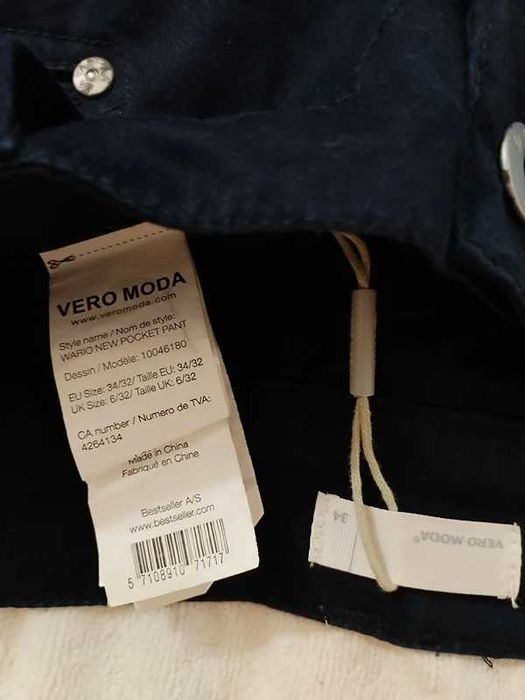 VERO MODA
www.veromoda.com
Style name / Nom de style:
WARIO NEW POCKET PANT
Dessin / Modèle: 10046180
EU Size: 34/32/ Taille EU: 34/32
UK Size: 6/32/ Taille UK: 6/32
CA number / Numero de TVA:
4264134
Made in China
Fabriqué en Chine
Bestseller A/S
www.bestseller.com
5 7108910 71717
34
VERO MODA®